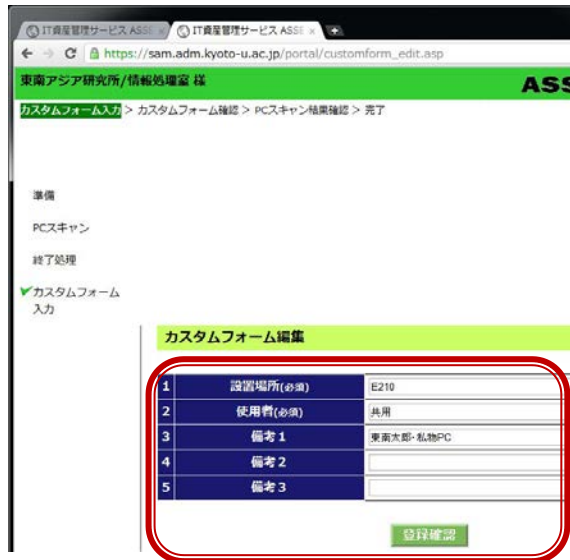 IT資産管理サービス ASSE
IT資産管理サービス ASSE
https://sam.adm.kyoto-u.ac.jp/portal/customform_edit.asp
東南アジア研究所/情報処理室 様
ASS
カスタムフォーム入力 > カスタムフォーム確認 > PCスキャン結果確認 > 完了
準備
PCスキャン
終了処理
カスタムフォーム
入力
カスタムフォーム編集
1 設置場所(必須) E210
2 使用者(必須) 共用
3 備考1 東南太郎・私物PC
4 備考2
5 備考3
登録確認